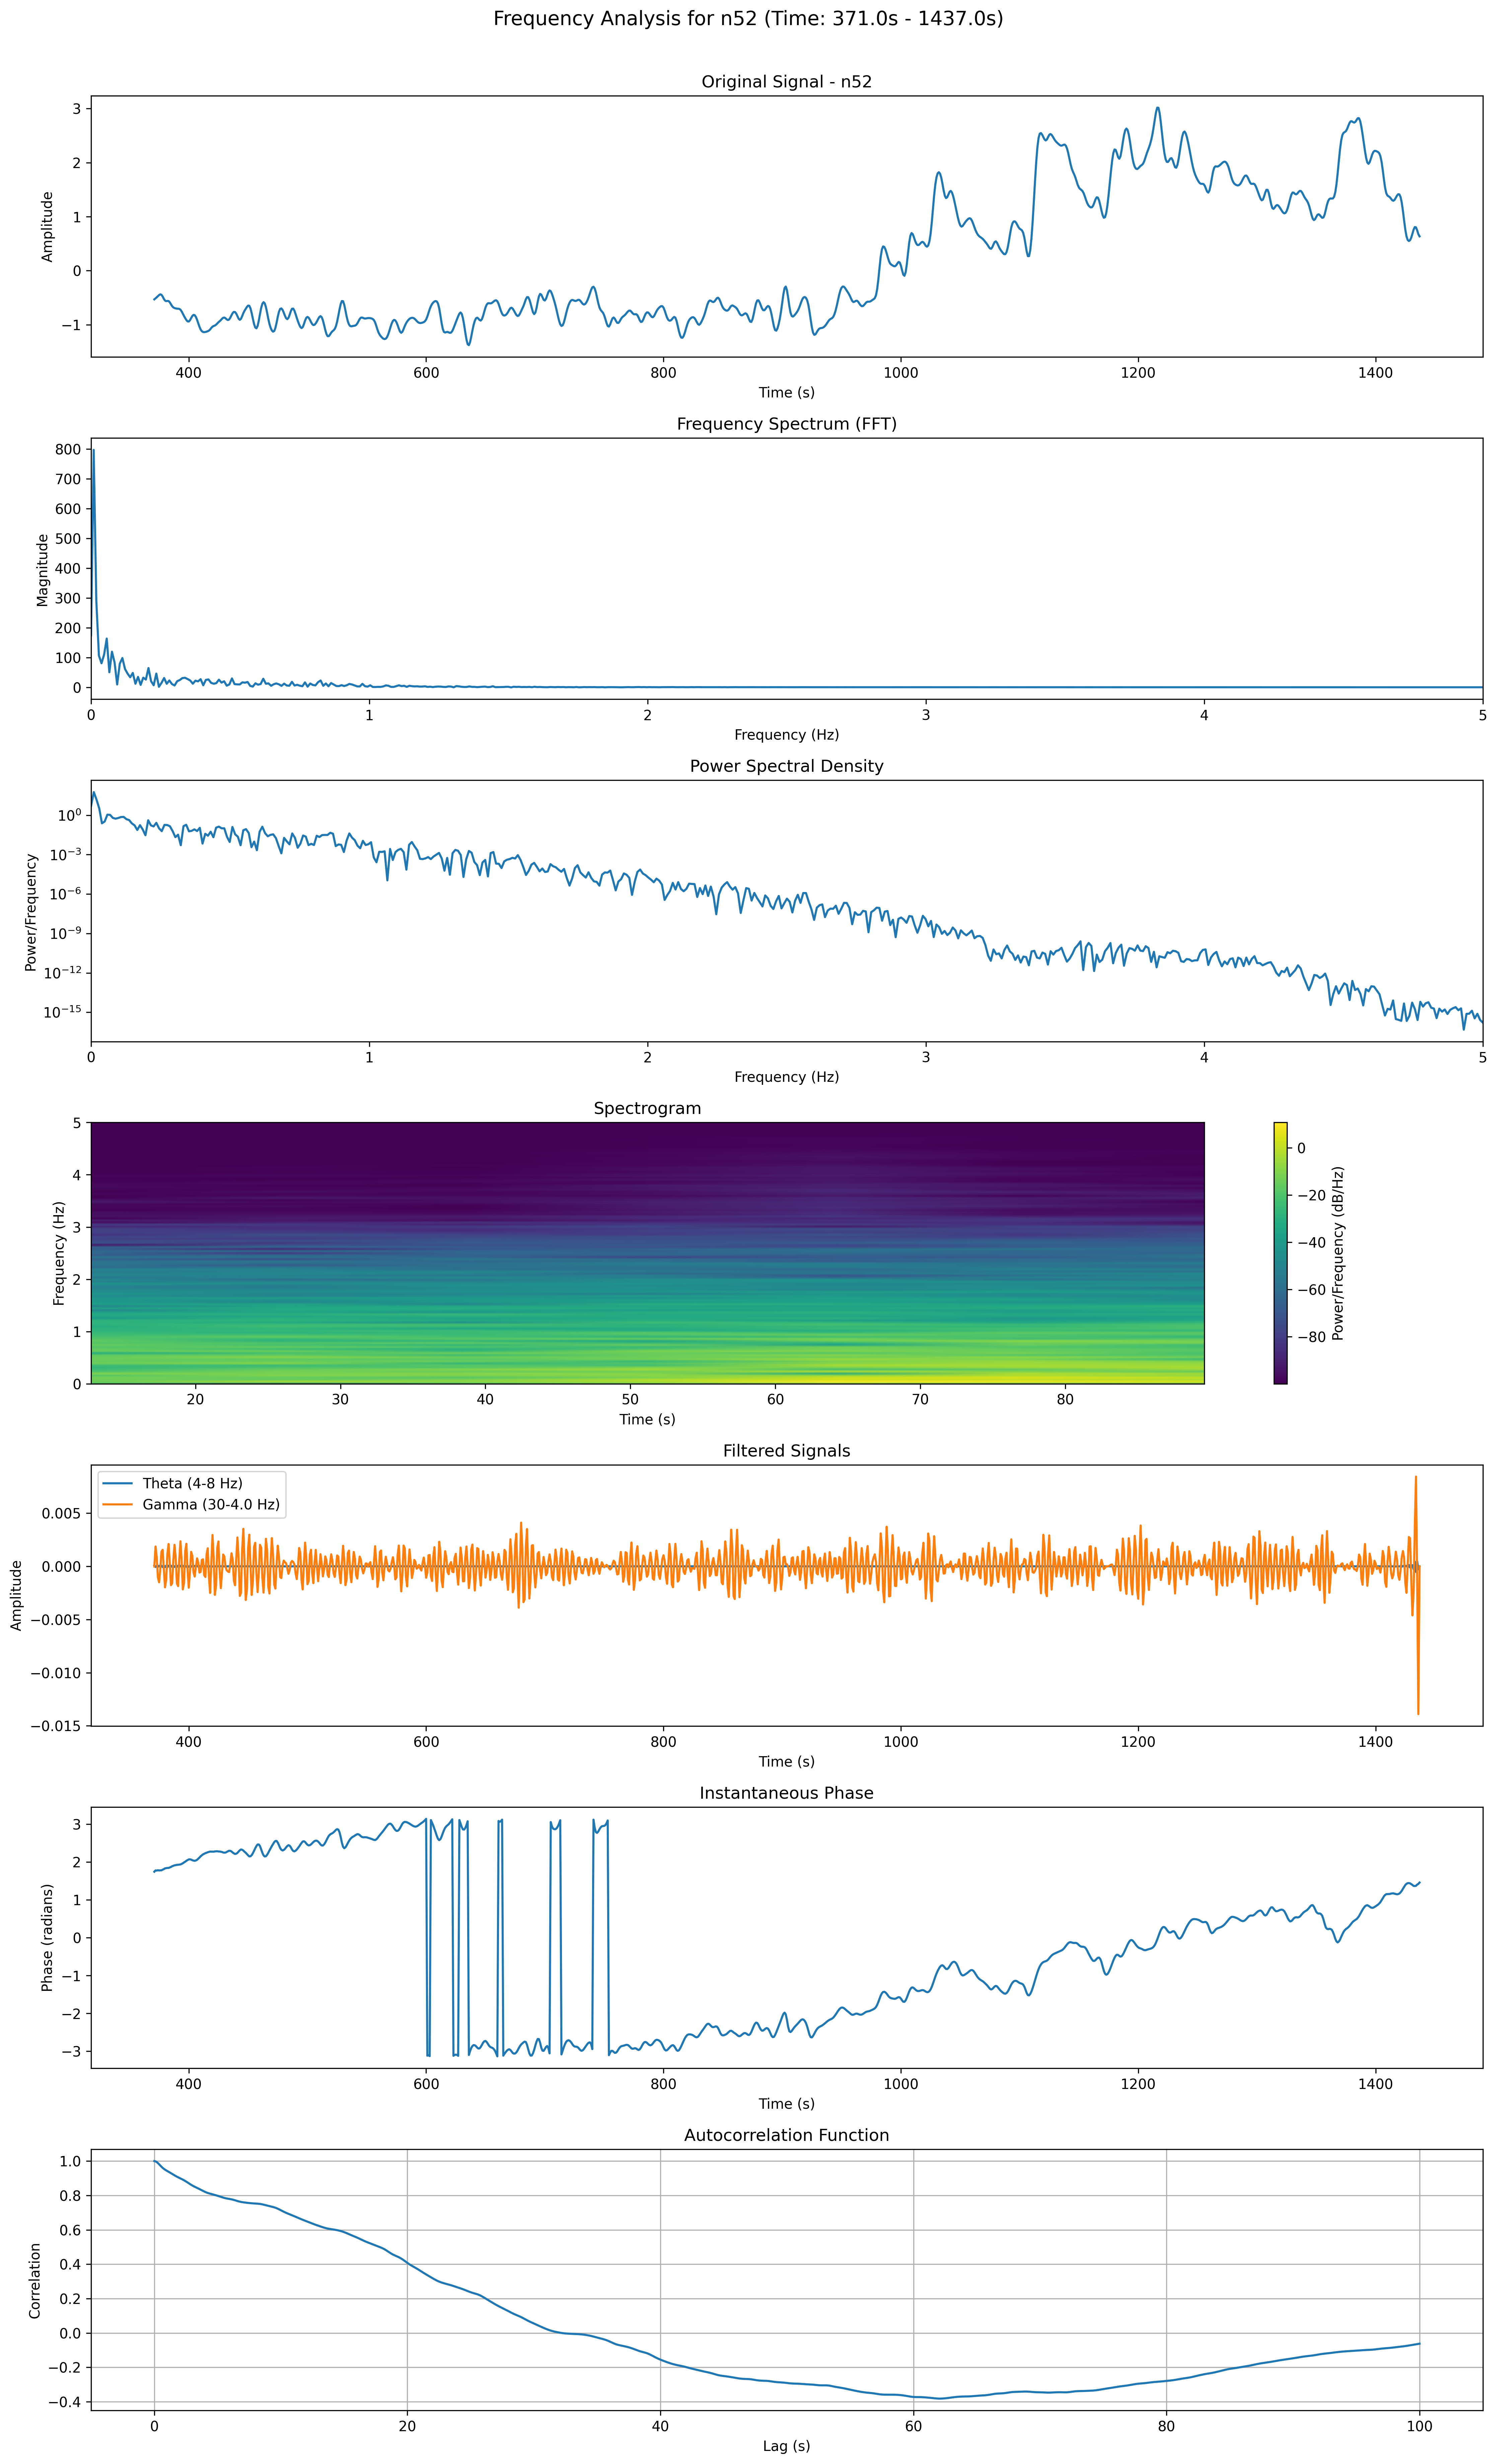 Frequency Analysis for n52 (Time: 371.0s - 1437.0s)
Original Signal - n52
Amplitude
3
2
1
0
−1
400 600 800 1000 1200 1400
Time (s)
Frequency Spectrum (FFT)
Magnitude
800
700
600
500
400
300
200
100
0
0 1 2 3 4 5
Frequency (Hz)
Power Spectral Density
Power/Frequency
10⁰
10⁻³
10⁻⁶
10⁻⁹
10⁻¹²
10⁻¹⁵
0 1 2 3 4 5
Frequency (Hz)
Spectrogram
Frequency (Hz)
5
4
3
2
1
0
20 30 40 50 60 70 80
Time (s)
0
−20
−40
−60
−80
Power/Frequency (dB/Hz)
Filtered Signals
Theta (4-8 Hz)
Gamma (30-4.0 Hz)
Amplitude
0.005
0.000
−0.005
−0.010
−0.015
400 600 800 1000 1200 1400
Time (s)
Instantaneous Phase
Phase (radians)
3
2
1
0
−1
−2
−3
400 600 800 1000 1200 1400
Time (s)
Autocorrelation Function
Correlation
1.0
0.8
0.6
0.4
0.2
0.0
−0.2
−0.4
0 20 40 60 80 100
Lag (s)